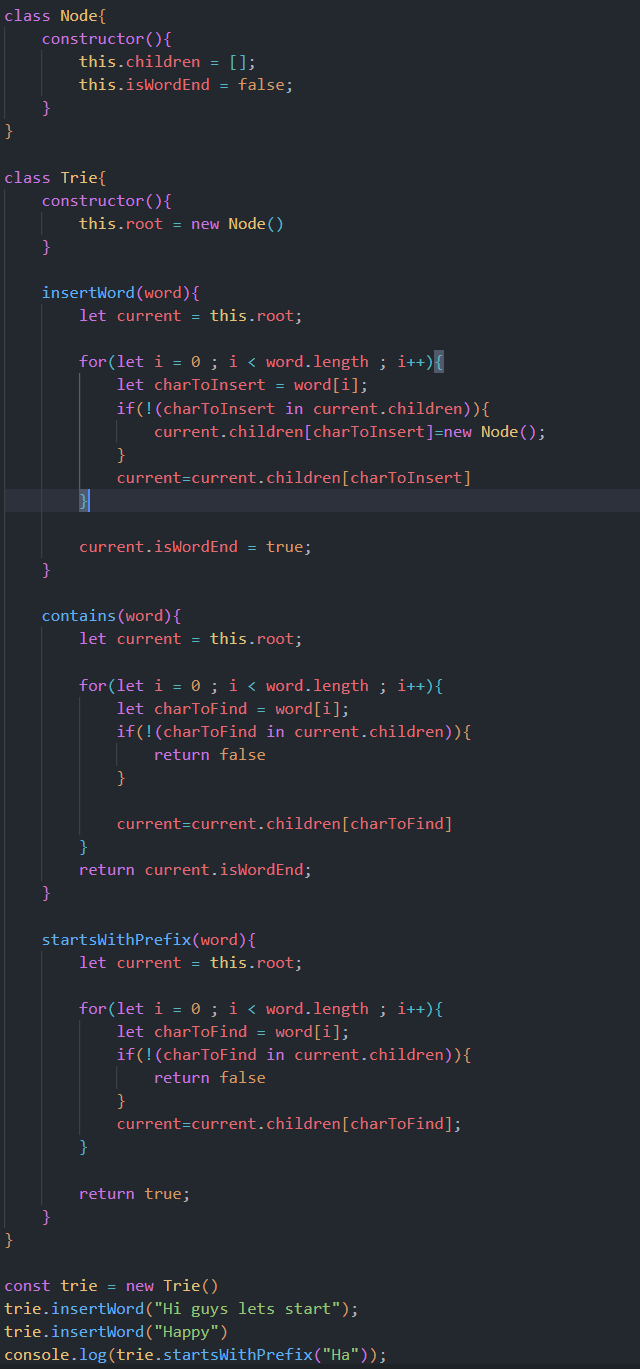 class Node{
    constructor(){
        this.children = [];
        this.isWordEnd = false;
    }
}

class Trie{
    constructor(){
        this.root = new Node()
    }

    insertWord(word){
        let current = this.root;

        for(let i = 0 ; i < word.length ; i++){
            let charToInsert = word[i];
            if(!(charToInsert in current.children)){
                current.children[charToInsert]=new Node();
            }
            current=current.children[charToInsert]
        }

        current.isWordEnd = true;
    }

    contains(word){
        let current = this.root;

        for(let i = 0 ; i < word.length ; i++){
            let charToFind = word[i];
            if(!(charToFind in current.children)){
                return false
            }

            current=current.children[charToFind]
        }
        return current.isWordEnd;
    }

    startsWithPrefix(word){
        let current = this.root;

        for(let i = 0 ; i < word.length ; i++){
            let charToFind = word[i];
            if(!(charToFind in current.children)){
                return false
            }
            current=current.children[charToFind];
        }

        return true;
    }
}

const trie = new Trie()
trie.insertWord("Hi guys lets start");
trie.insertWord("Happy")
console.log(trie.startsWithPrefix("Ha"));